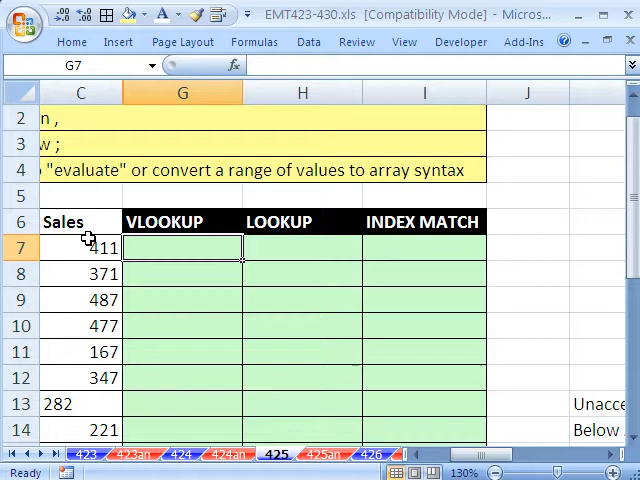 EMT423-430.xls [Compatibility Mode] - Micros...
Home Insert Page Layout Formulas Data Review View Developer Add-Ins
G7 fx
C G H I J
2 n ,
3 w ;
4 "evaluate" or convert a range of values to array syntax
5
6 Sales VLOOKUP LOOKUP INDEX MATCH
7 411
8 371
9 487
10 477
11 167
12 347
13 282 Unacce
14 221 Below
423 423an 424 424an 425 425an 426
Ready 130%